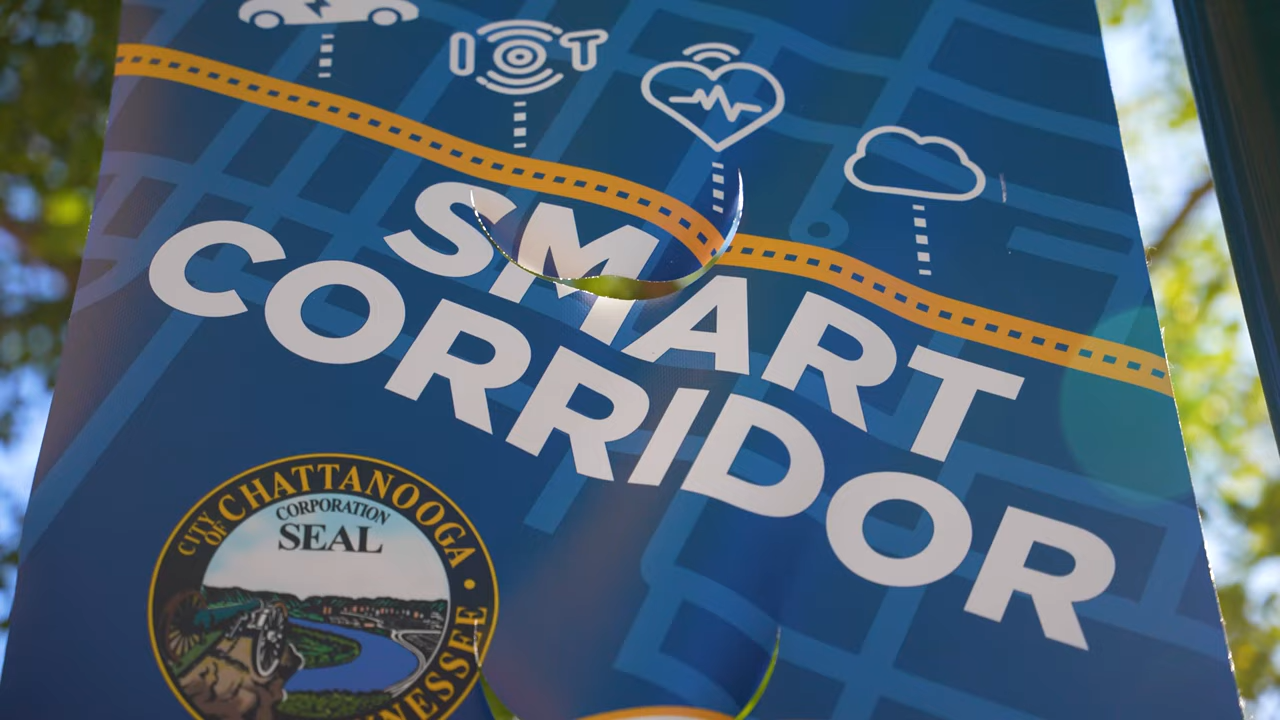 IOT
SMART
CORRIDOR
CITY OF CHATTANOOGA
CORPORATION
SEAL